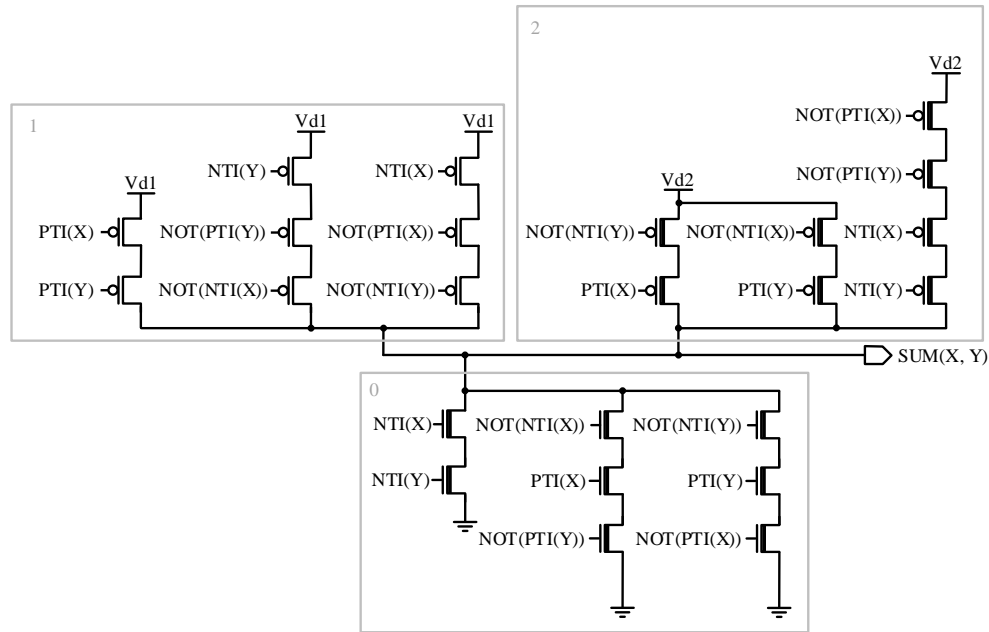 1
Vd1
PTI(X)
PTI(Y)
Vd1
NTI(Y)
NOT(PTI(Y))
NOT(NTI(X))
Vd1
NTI(X)
NOT(PTI(X))
NOT(NTI(Y))
2
Vd2
NOT(NTI(Y))
PTI(X)
NOT(NTI(X))
PTI(Y)
Vd2
NOT(PTI(X))
NOT(PTI(Y))
NTI(X)
NTI(Y)
SUM(X, Y)
0
NTI(X)
NTI(Y)
NOT(NTI(X))
PTI(X)
NOT(PTI(Y))
NOT(NTI(Y))
PTI(Y)
NOT(PTI(X))